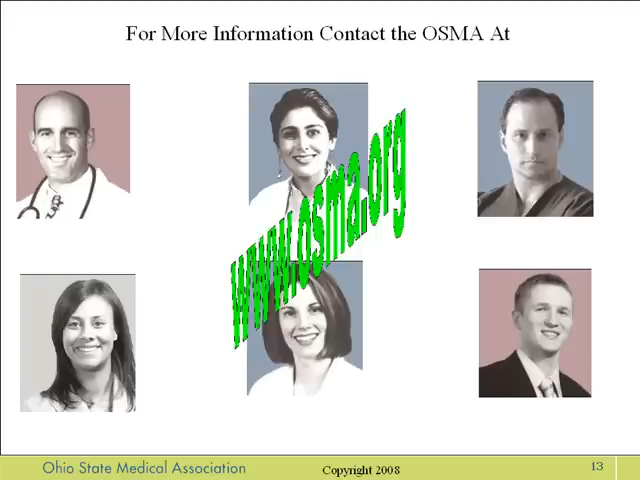 For More Information Contact the OSMA At
www.osma.org
Ohio State Medical Association
Copyright 2008
13